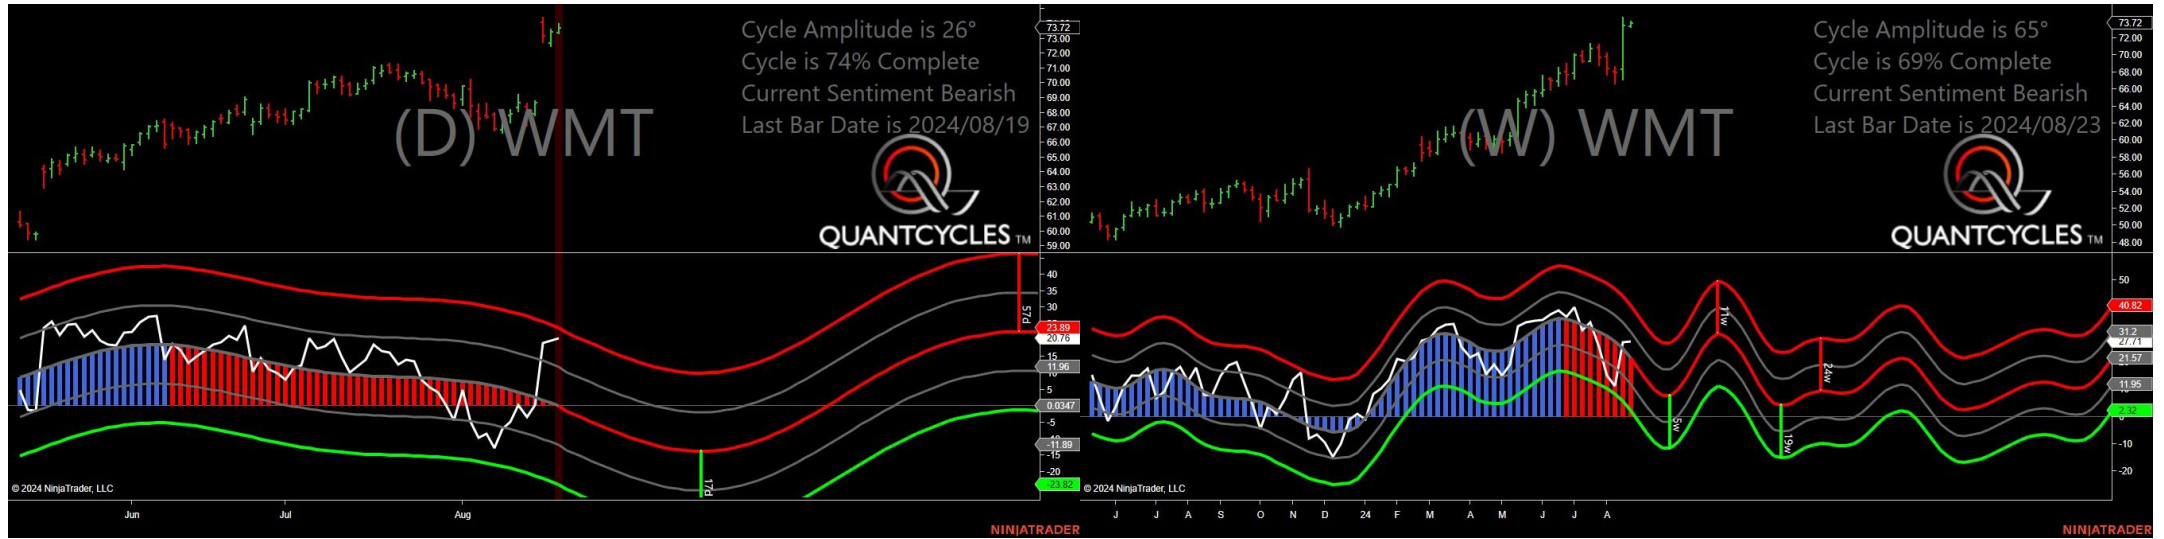 Cycle Amplitude is 26°
Cycle is 74% Complete
Current Sentiment Bearish
Last Bar Date is 2024/08/19
(D) WMT
QUANTCYCLES TM
73.72
73.00
72.00
71.00
70.00
69.00
68.00
67.00
66.00
65.00
64.00
63.00
62.00
61.00
60.00
59.00
40
35
30
23.89
20.76
15
11.96
5
0.0347
-5
-11.89
-15
-20
-23.82
57d
17d
© 2024 NinjaTrader, LLC
Jun Jul Aug
NINJATRADER
Cycle Amplitude is 65°
Cycle is 69% Complete
Current Sentiment Bearish
Last Bar Date is 2024/08/23
(W) WMT
QUANTCYCLES TM
73.72
72.00
70.00
68.00
66.00
64.00
62.00
60.00
58.00
56.00
54.00
52.00
50.00
48.00
50
40.82
31.2
27.71
21.57
11.95
2.32
-10
-20
11w
24w
5w
19w
© 2024 NinjaTrader, LLC
J J A S O N D 24 F M A M J J A
NINJATRADER